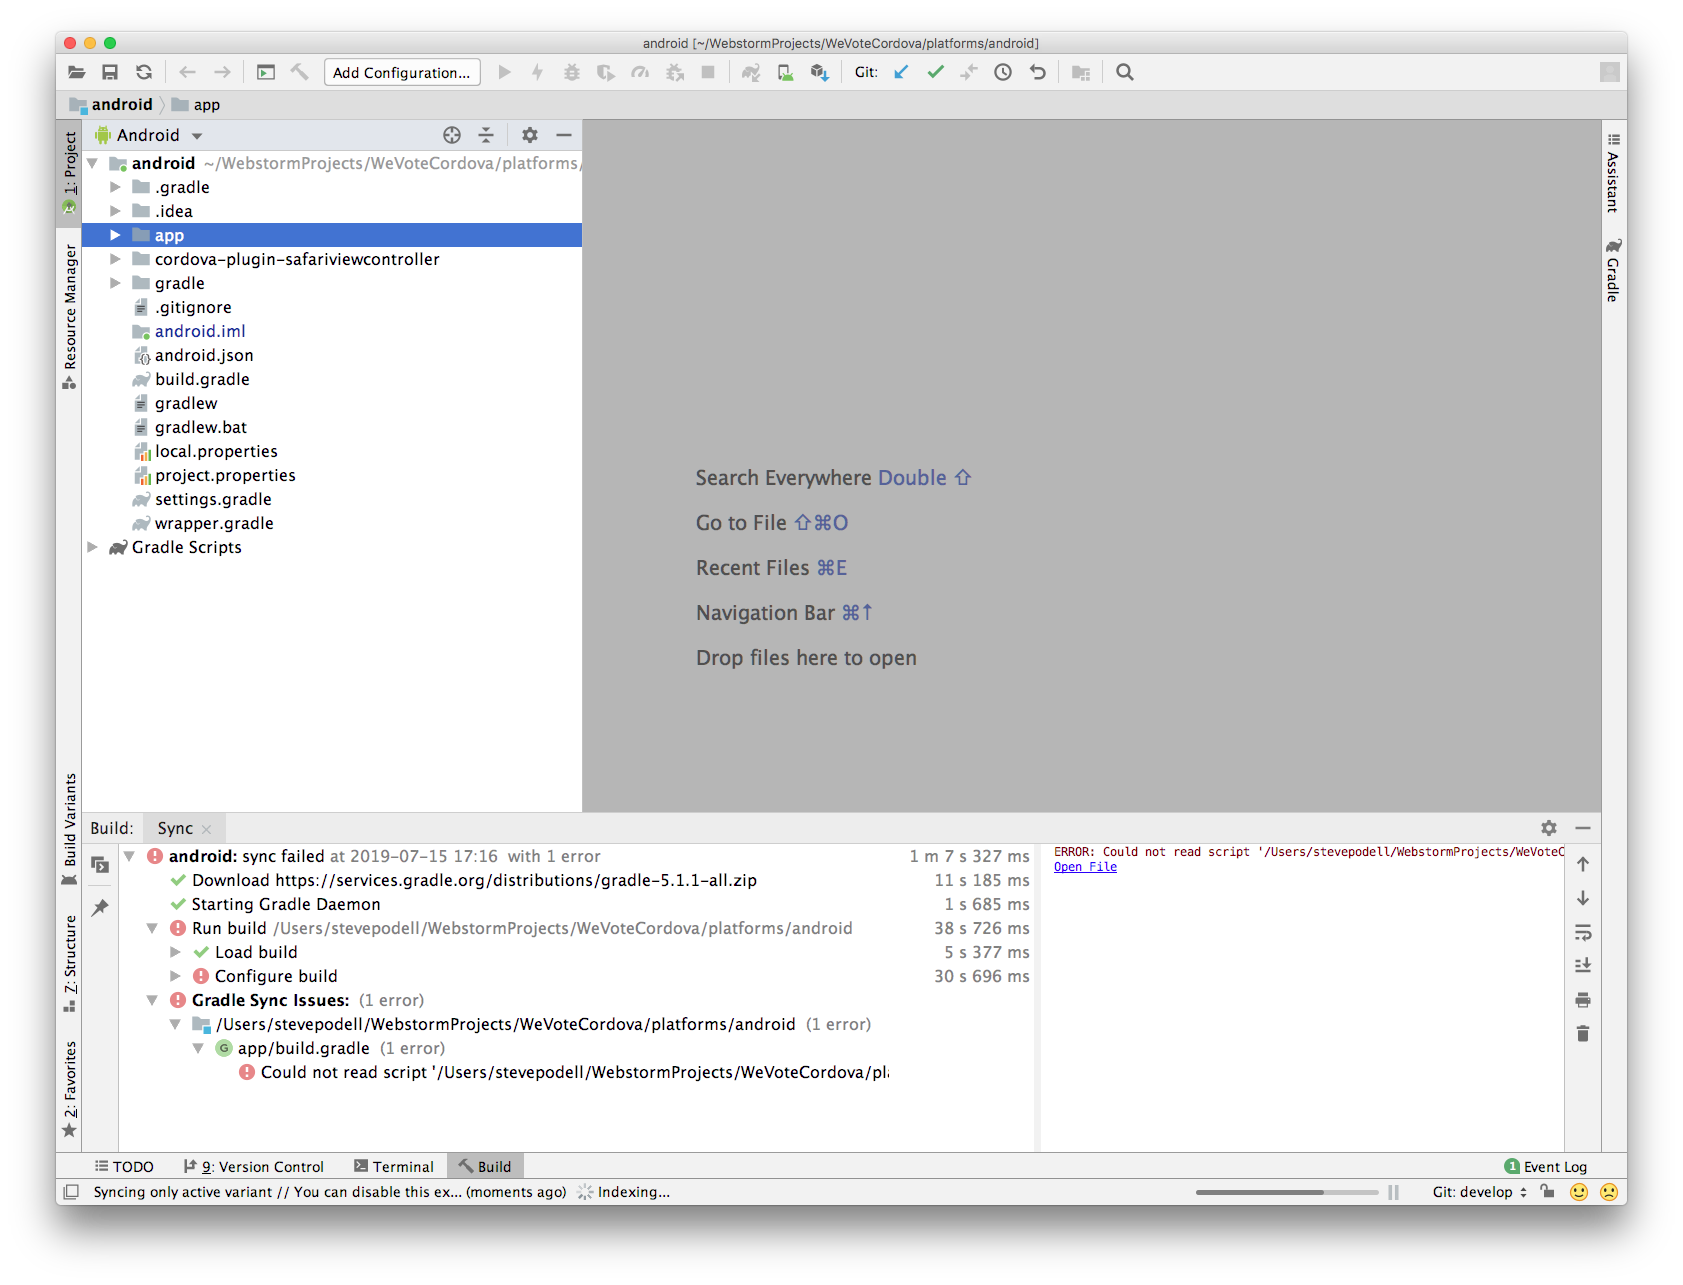 android [~/WebstormProjects/WeVoteCordova/platforms/android]
Add Configuration...
Git:
android
app
1: Project
Resource Manager
Build Variants
7: Structure
2: Favorites
Android
android ~/WebstormProjects/WeVoteCordova/platforms/
.gradle
.idea
app
cordova-plugin-safariviewcontroller
gradle
.gitignore
android.iml
android.json
build.gradle
gradlew
gradlew.bat
local.properties
project.properties
settings.gradle
wrapper.gradle
Gradle Scripts
Search Everywhere Double ⇧
Go to File ⇧⌘O
Recent Files ⌘E
Navigation Bar ⌘↑
Drop files here to open
Assistant
Gradle
Build:
Sync
android: sync failed at 2019-07-15 17:16 with 1 error 1 m 7 s 327 ms
Download https://services.gradle.org/distributions/gradle-5.1.1-all.zip 11 s 185 ms
Starting Gradle Daemon 1 s 685 ms
Run build /Users/stevepodell/WebstormProjects/WeVoteCordova/platforms/android 38 s 726 ms
Load build 5 s 377 ms
Configure build 30 s 696 ms
Gradle Sync Issues: (1 error)
/Users/stevepodell/WebstormProjects/WeVoteCordova/platforms/android (1 error)
G app/build.gradle (1 error)
Could not read script '/Users/stevepodell/WebstormProjects/WeVoteCordova/pla
ERROR: Could not read script '/Users/stevepodell/WebstormProjects/WeVoteC
Open File
TODO
9: Version Control
Terminal
Build
1 Event Log
Syncing only active variant // You can disable this ex... (moments ago)
Indexing...
Git: develop